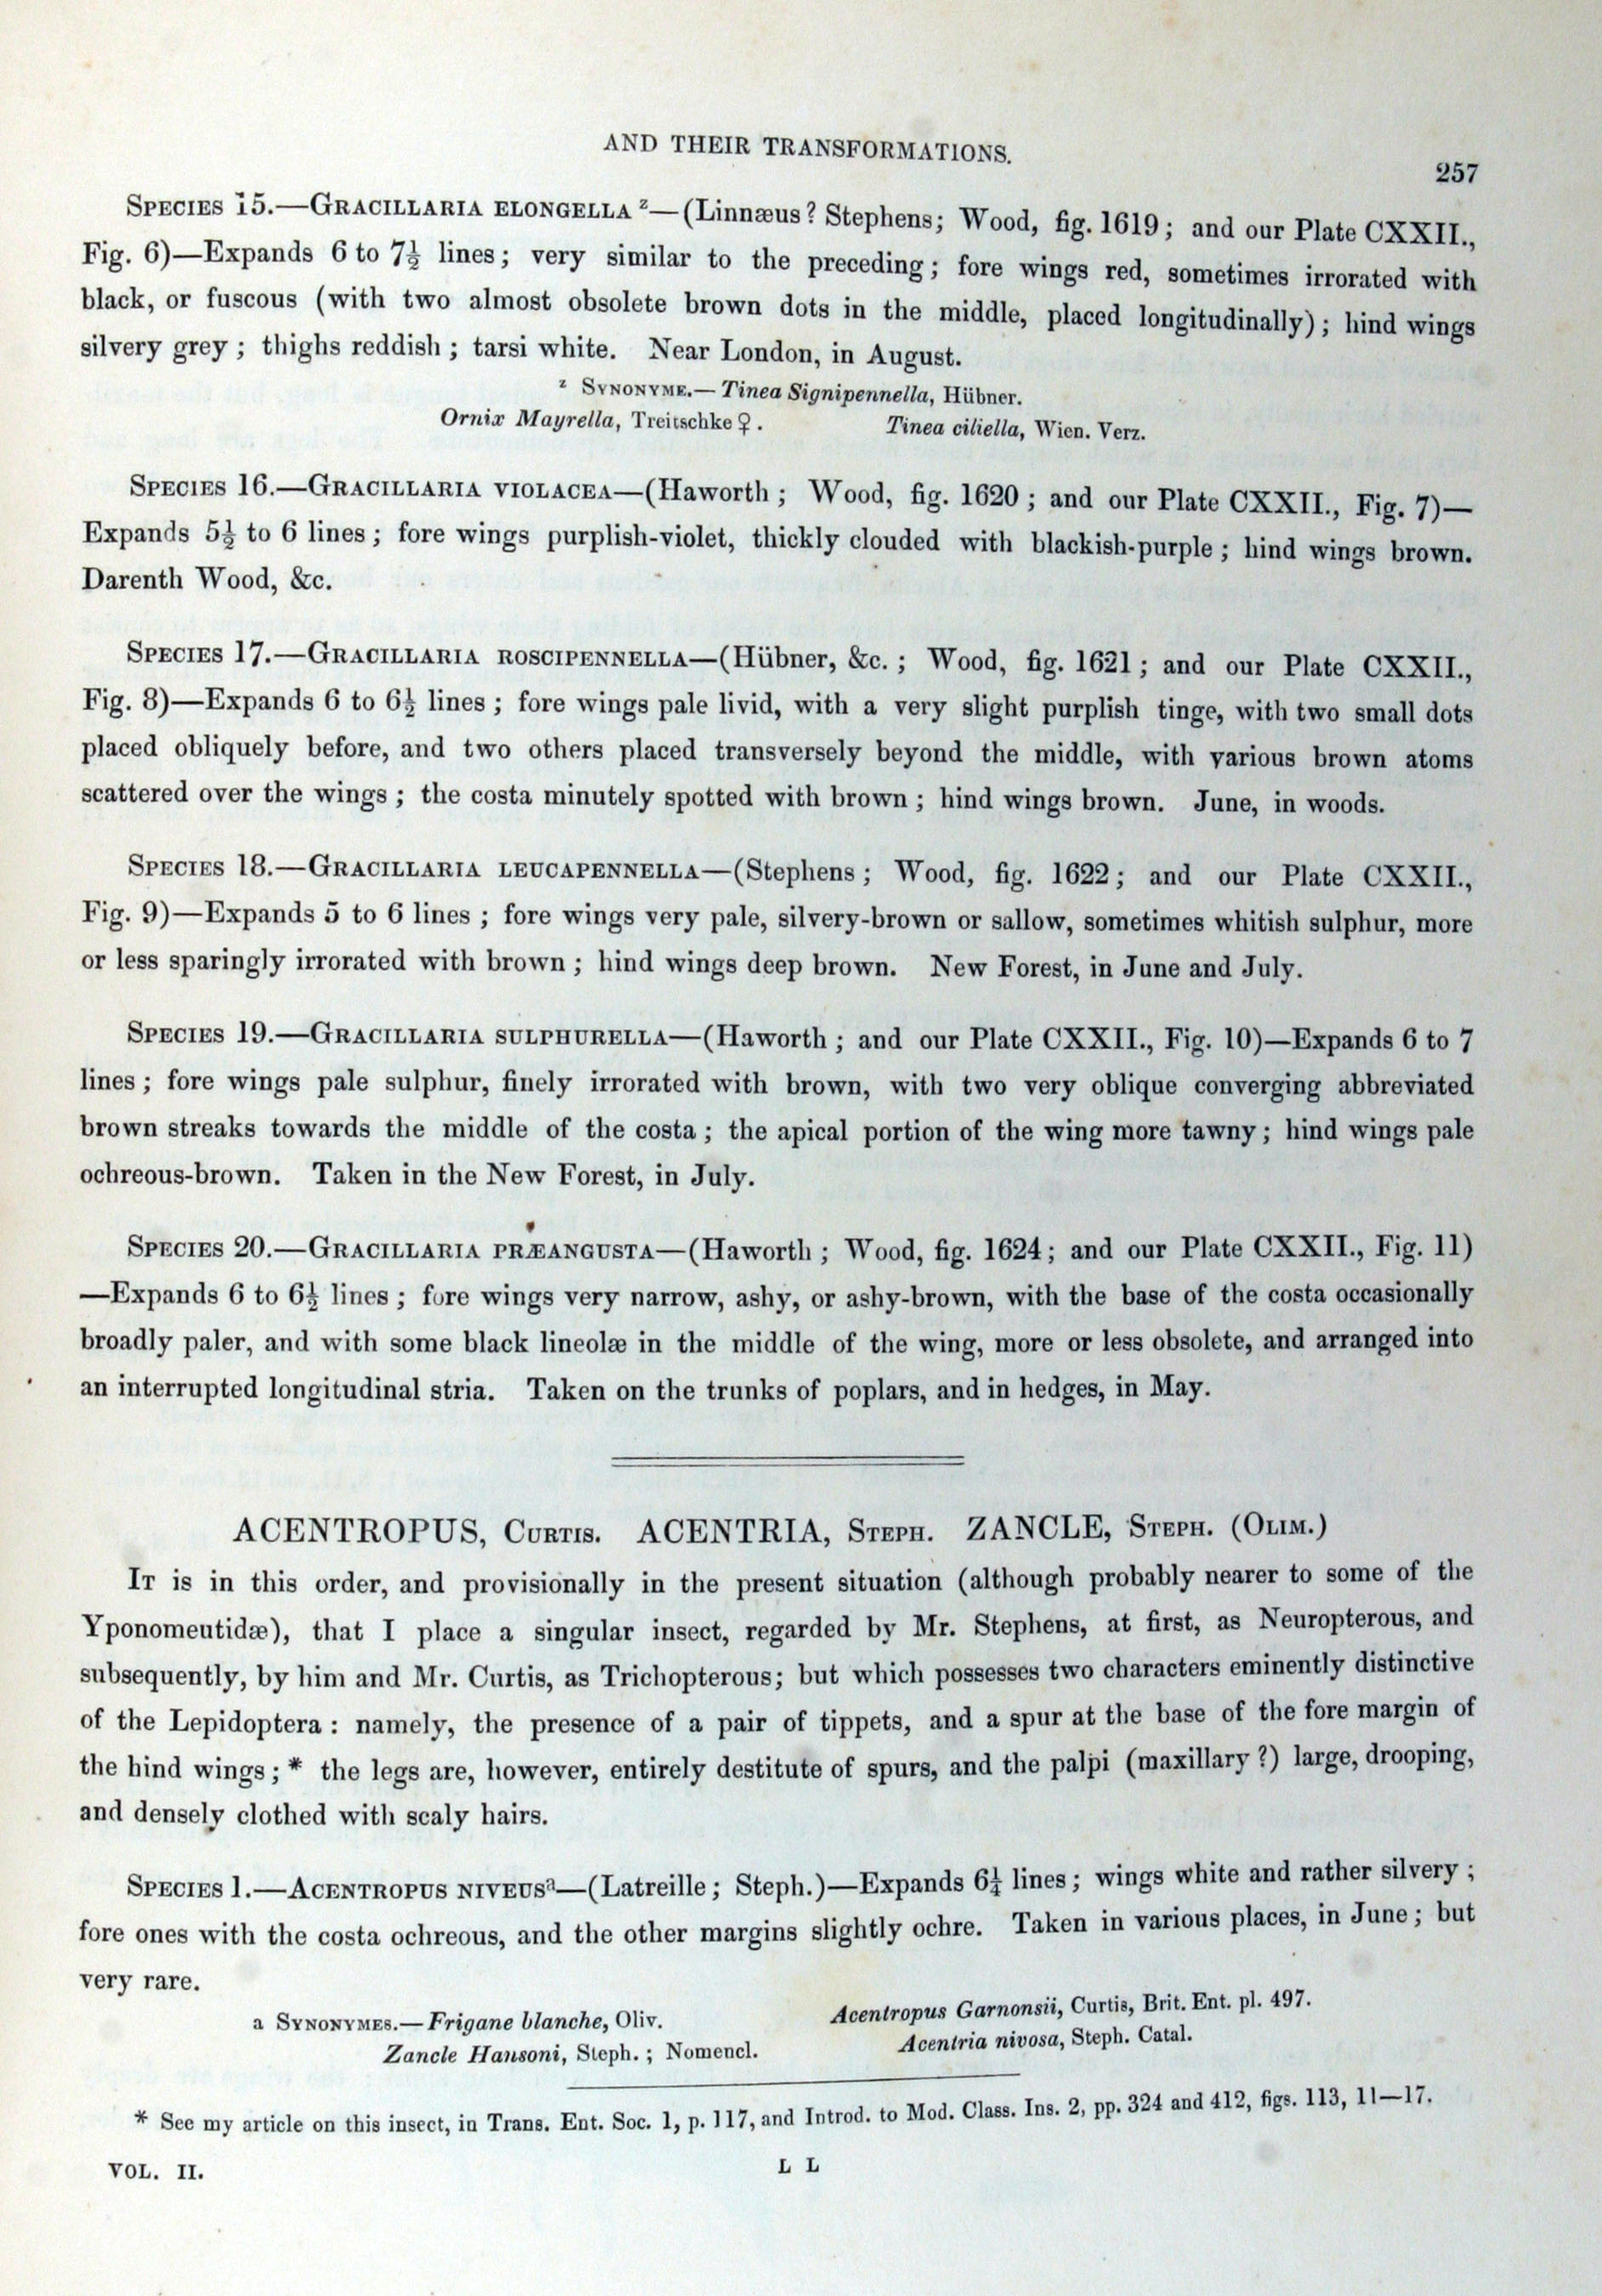 AND THEIR TRANSFORMATIONS.
257
SPECIES 15.—GRACILLARIA ELONGELLA ᶻ—(Linnæus? Stephens; Wood, fig. 1619; and our Plate CXXII.,
Fig. 6)—Expands 6 to 7½ lines; very similar to the preceding; fore wings red, sometimes irrorated with
black, or fuscous (with two almost obsolete brown dots in the middle, placed longitudinally); hind wings
silvery grey; thighs reddish; tarsi white. Near London, in August.
ᶻ SYNONYME.—Tinea Signipennella, Hübner.
Ornix Mayrella, Treitschke ♀. Tinea ciliella, Wien. Verz.
SPECIES 16.—GRACILLARIA VIOLACEA—(Haworth; Wood, fig. 1620; and our Plate CXXII., Fig. 7)—
Expands 5½ to 6 lines; fore wings purplish-violet, thickly clouded with blackish-purple; hind wings brown.
Darenth Wood, &c.
SPECIES 17.—GRACILLARIA ROSCIPENNELLA—(Hübner, &c.; Wood, fig. 1621; and our Plate CXXII.,
Fig. 8)—Expands 6 to 6½ lines; fore wings pale livid, with a very slight purplish tinge, with two small dots
placed obliquely before, and two others placed transversely beyond the middle, with various brown atoms
scattered over the wings; the costa minutely spotted with brown; hind wings brown. June, in woods.
SPECIES 18.—GRACILLARIA LEUCAPENNELLA—(Stephens; Wood, fig. 1622; and our Plate CXXII.,
Fig. 9)—Expands 5 to 6 lines; fore wings very pale, silvery-brown or sallow, sometimes whitish sulphur, more
or less sparingly irrorated with brown; hind wings deep brown. New Forest, in June and July.
SPECIES 19.—GRACILLARIA SULPHURELLA—(Haworth; and our Plate CXXII., Fig. 10)—Expands 6 to 7
lines; fore wings pale sulphur, finely irrorated with brown, with two very oblique converging abbreviated
brown streaks towards the middle of the costa; the apical portion of the wing more tawny; hind wings pale
ochreous-brown. Taken in the New Forest, in July.
SPECIES 20.—GRACILLARIA PRÆANGUSTA—(Haworth; Wood, fig. 1624; and our Plate CXXII., Fig. 11)
—Expands 6 to 6½ lines; fore wings very narrow, ashy, or ashy-brown, with the base of the costa occasionally
broadly paler, and with some black lineolæ in the middle of the wing, more or less obsolete, and arranged into
an interrupted longitudinal stria. Taken on the trunks of poplars, and in hedges, in May.
ACENTROPUS, CURTIS. ACENTRIA, STEPH. ZANCLE, STEPH. (OLIM.)
IT is in this order, and provisionally in the present situation (although probably nearer to some of the
Yponomeutidæ), that I place a singular insect, regarded by Mr. Stephens, at first, as Neuropterous, and
subsequently, by him and Mr. Curtis, as Trichopterous; but which possesses two characters eminently distinctive
of the Lepidoptera: namely, the presence of a pair of tippets, and a spur at the base of the fore margin of
the hind wings; * the legs are, however, entirely destitute of spurs, and the palpi (maxillary?) large, drooping,
and densely clothed with scaly hairs.
SPECIES 1.—ACENTROPUS NIVEUSᵃ—(Latreille; Steph.)—Expands 6¼ lines; wings white and rather silvery;
fore ones with the costa ochreous, and the other margins slightly ochre. Taken in various places, in June; but
very rare.
a SYNONYMES.—Frigane blanche, Oliv. Acentropus Garnonsii, Curtis, Brit. Ent. pl. 497.
Zancle Hansoni, Steph.; Nomencl. Acentria nivosa, Steph. Catal.
* See my article on this insect, in Trans. Ent. Soc. 1, p. 117, and Introd. to Mod. Class. Ins. 2, pp. 324 and 412, figs. 113, 11—17.
VOL. II. L L